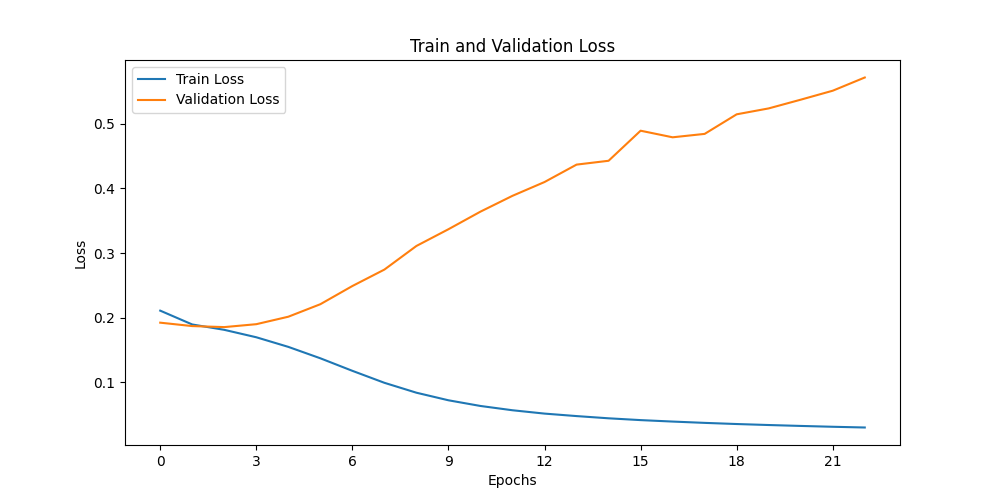 Train and Validation Loss
Train Loss
Validation Loss
0.5
0.4
0.3
0.2
0.1
Loss
0 3 6 9 12 15 18 21
Epochs